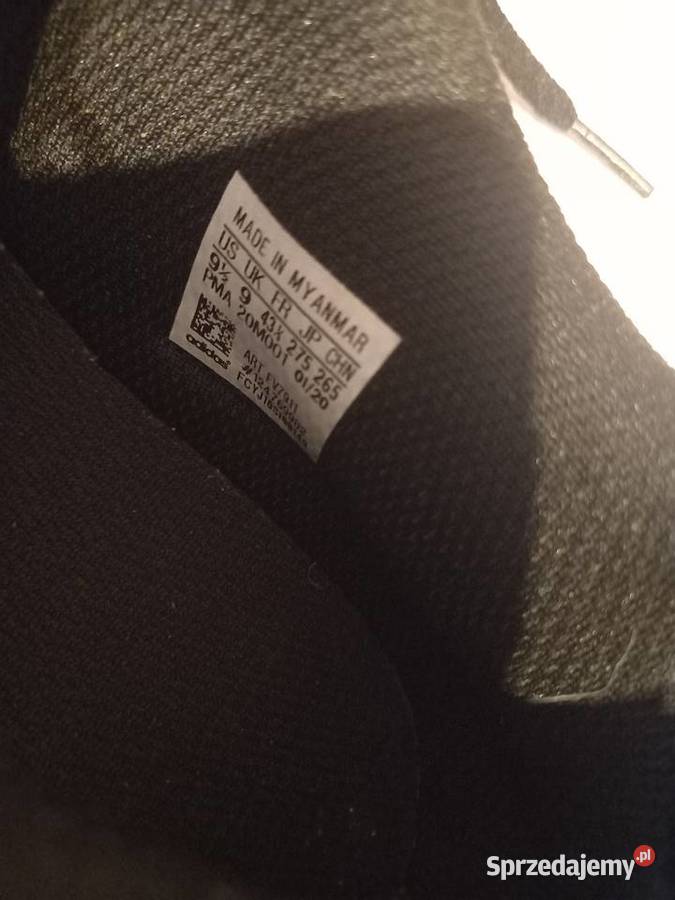 MADE IN MYANMAR
US UK FR JP CHN
9½ 9 43⅓ 275 265
PMA 20M001 01/20
adidas
ART FV7911
Sprzedajemy.pl